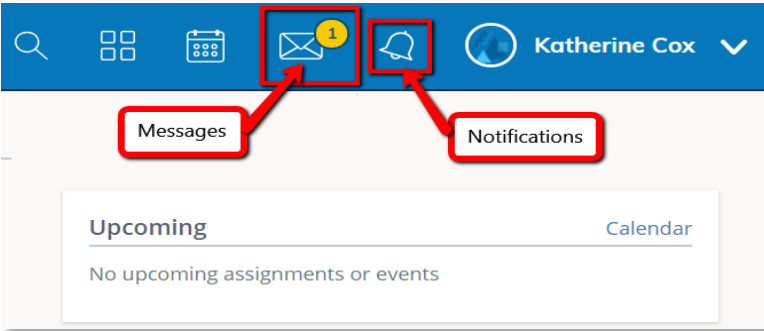 1
Katherine Cox
Messages
Notifications
Upcoming Calendar
No upcoming assignments or events